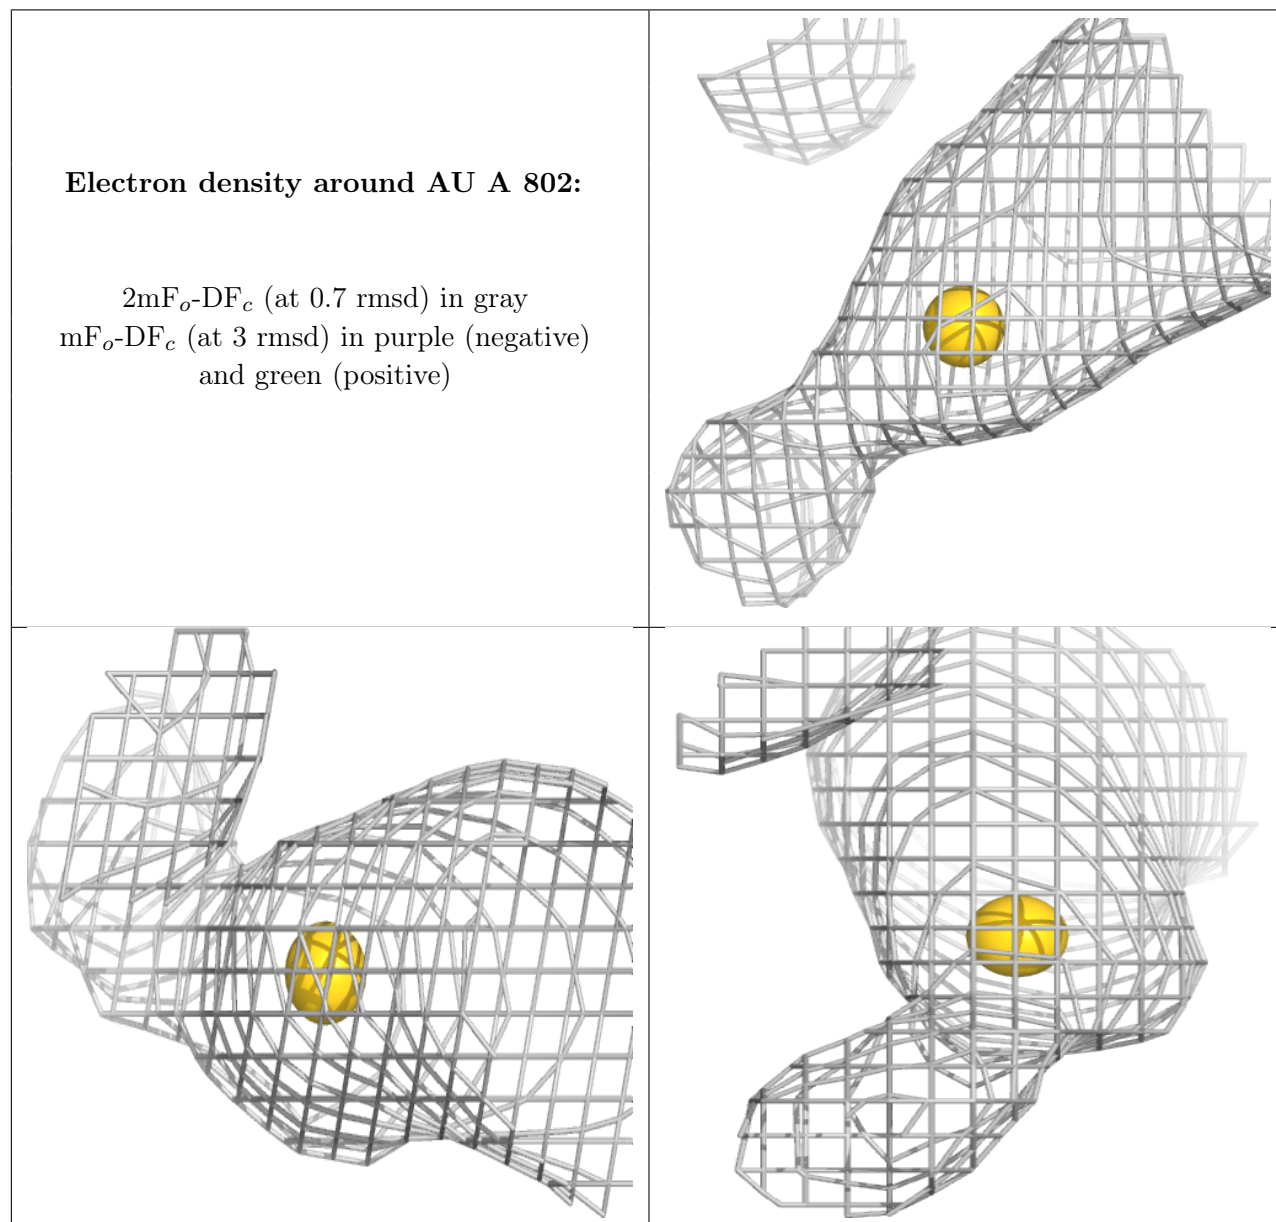 Electron density around AU A 802:
2mFo-DFc (at 0.7 rmsd) in gray
mFo-DFc (at 3 rmsd) in purple (negative)
and green (positive)